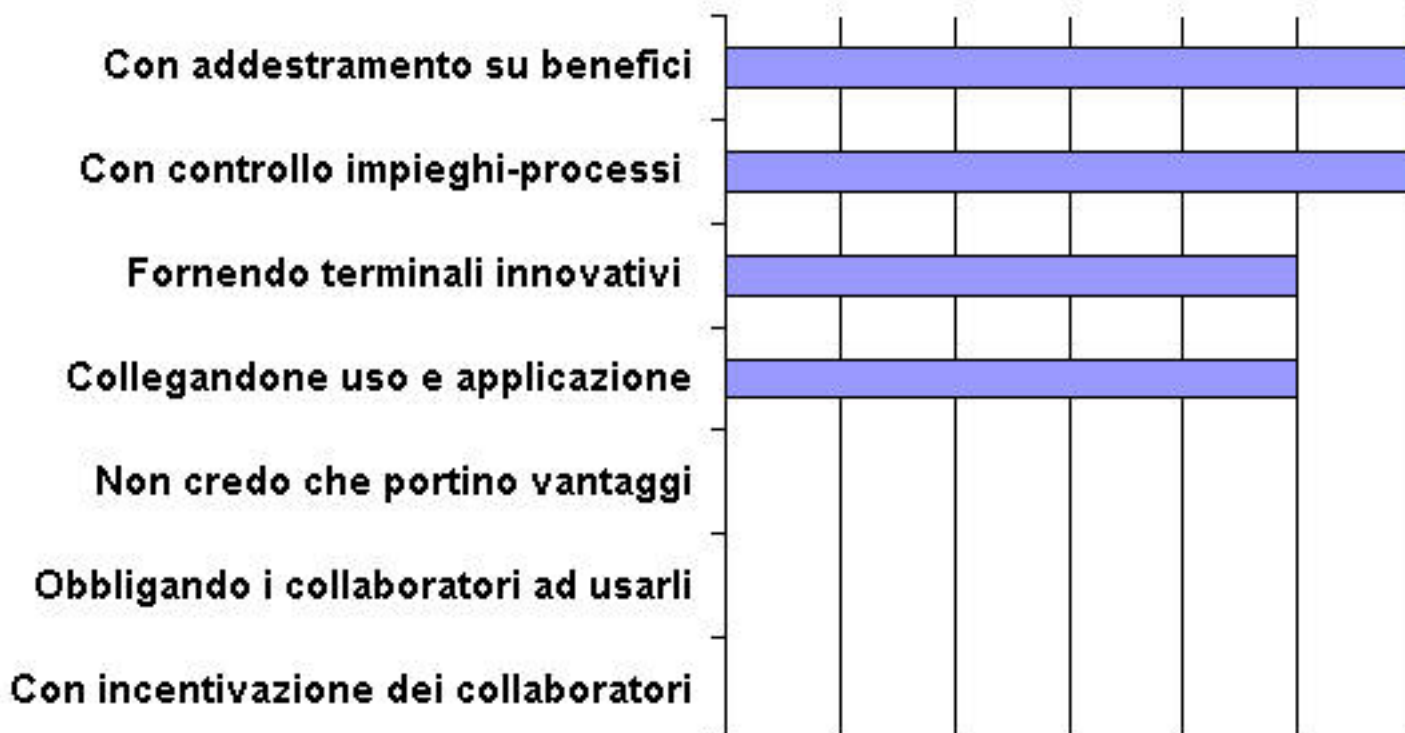 Con addestramento su benefici
Con controllo impieghi-processi
Fornendo terminali innovativi
Collegandone uso e applicazione
Non credo che portino vantaggi
Obbligando i collaboratori ad usarli
Con incentivazione dei collaboratori